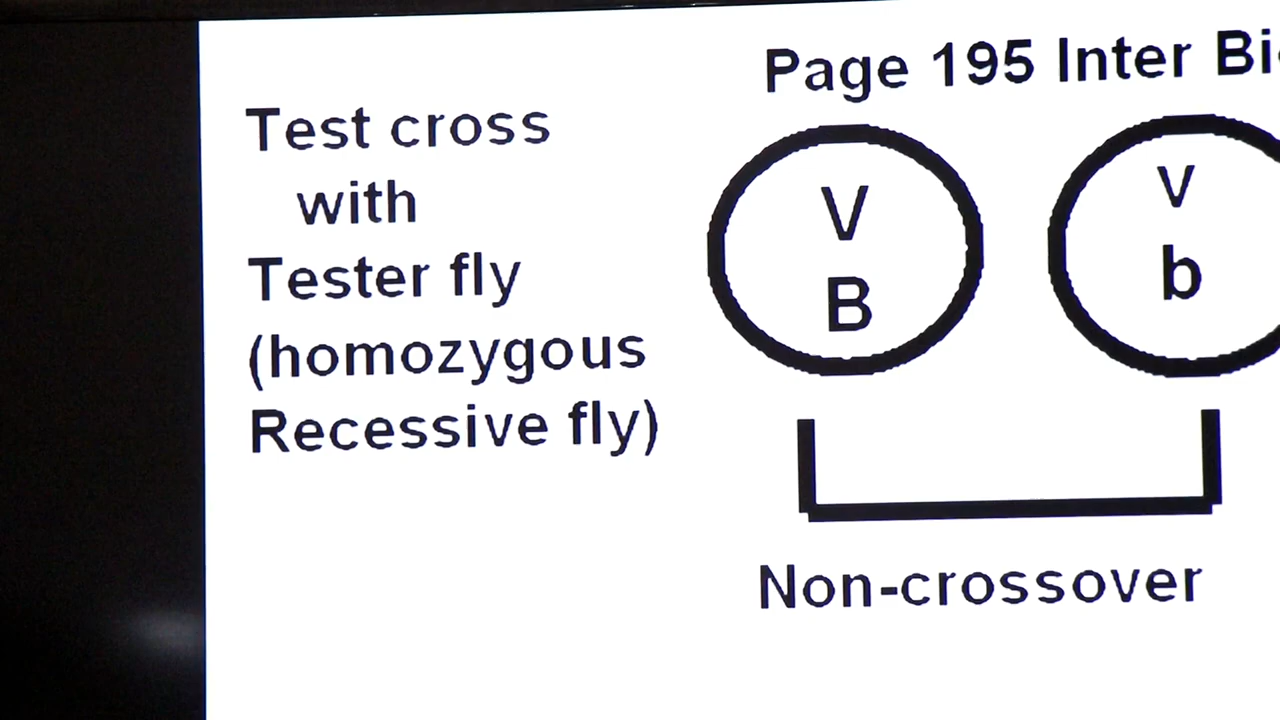 Page 195 Inter
Test cross
with
Tester fly
(homozygous
Recessive fly)
V
B
v
b
Non-crossover